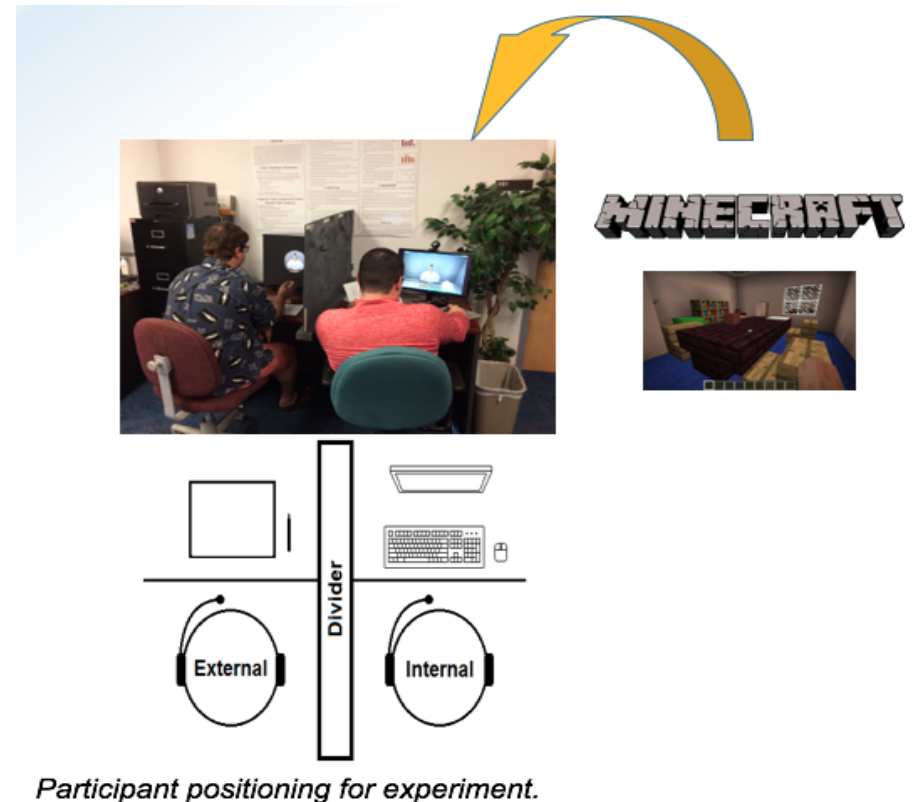 MINECRAFT
Divider
External
Internal
Participant positioning for experiment.